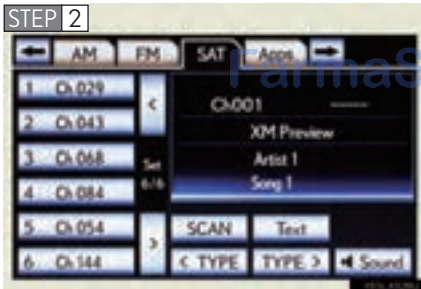 STEP 2
AM FM SAT Apps
1 Ch 029
2 Ch 043
3 Ch 068
4 Ch 084
5 Ch 054
6 Ch 144
<
Set
6/6
>
Ch001 -----
XM Preview
Artist 1
Song 1
SCAN Text
< TYPE TYPE > Sound
FarmaS